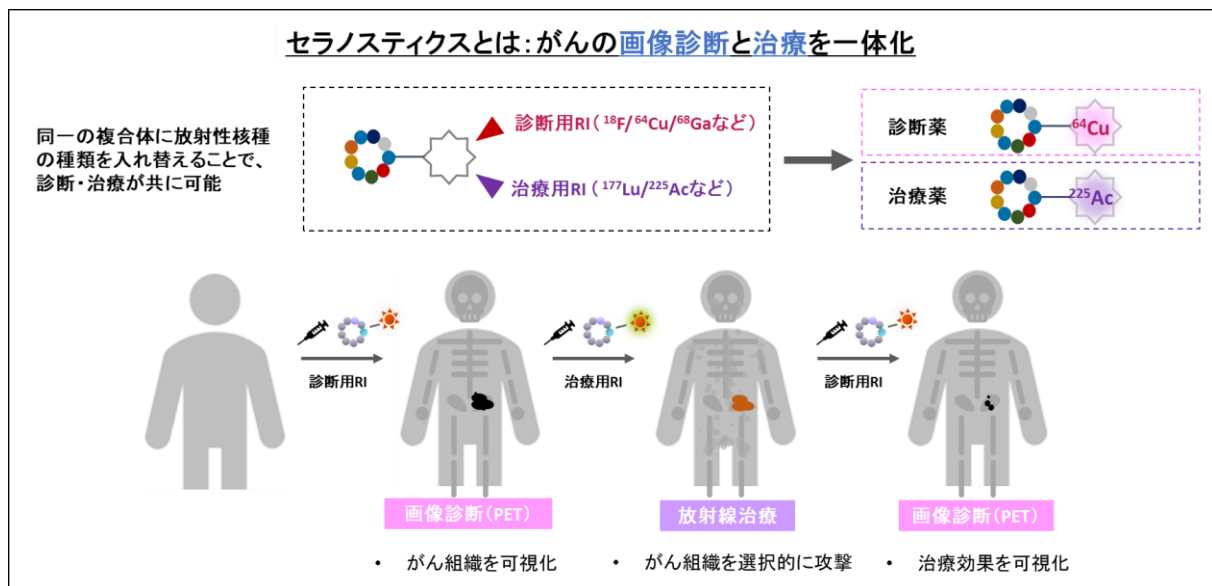 セラノスティクスとは：がんの画像診断と治療を一体化
同一の複合体に放射性核種
の種類を入れ替えることで、
診断・治療が共に可能
診断用RI（ ¹⁸F/⁶⁴Cu/⁶⁸Gaなど）
治療用RI（ ¹⁷⁷Lu/²²⁵Acなど）
診断薬
⁶⁴Cu
治療薬
²²⁵Ac
診断用RI
治療用RI
診断用RI
画像診断（PET）
放射線治療
画像診断（PET）
• がん組織を可視化
• がん組織を選択的に攻撃
• 治療効果を可視化